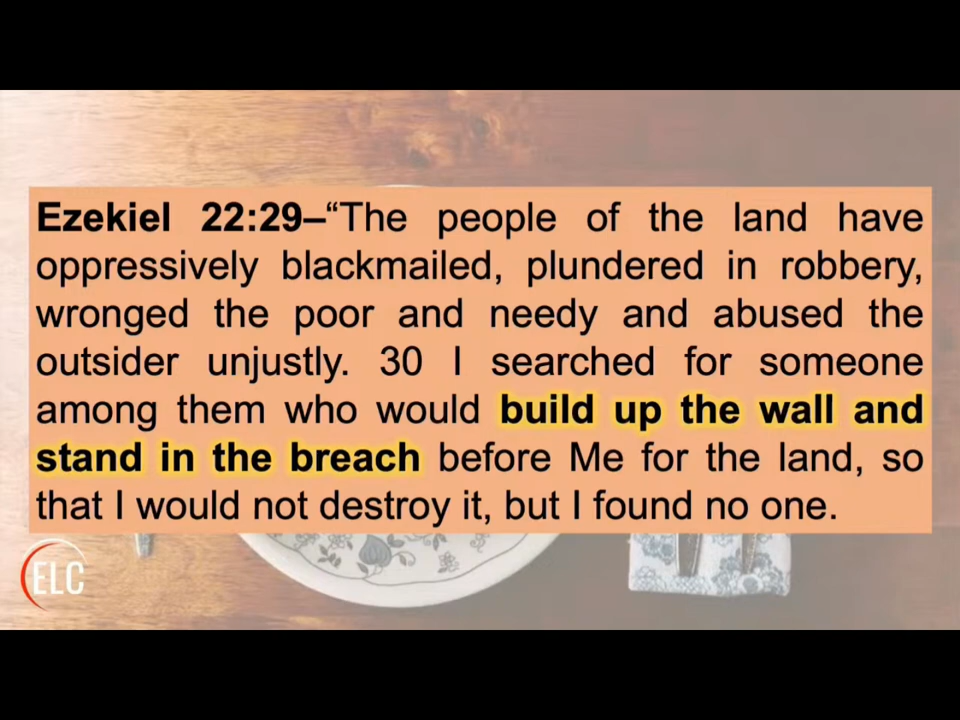 Ezekiel 22:29–“The people of the land have
oppressively blackmailed, plundered in robbery,
wronged the poor and needy and abused the
outsider unjustly. 30 I searched for someone
among them who would build up the wall and
stand in the breach before Me for the land, so
that I would not destroy it, but I found no one.
ELC